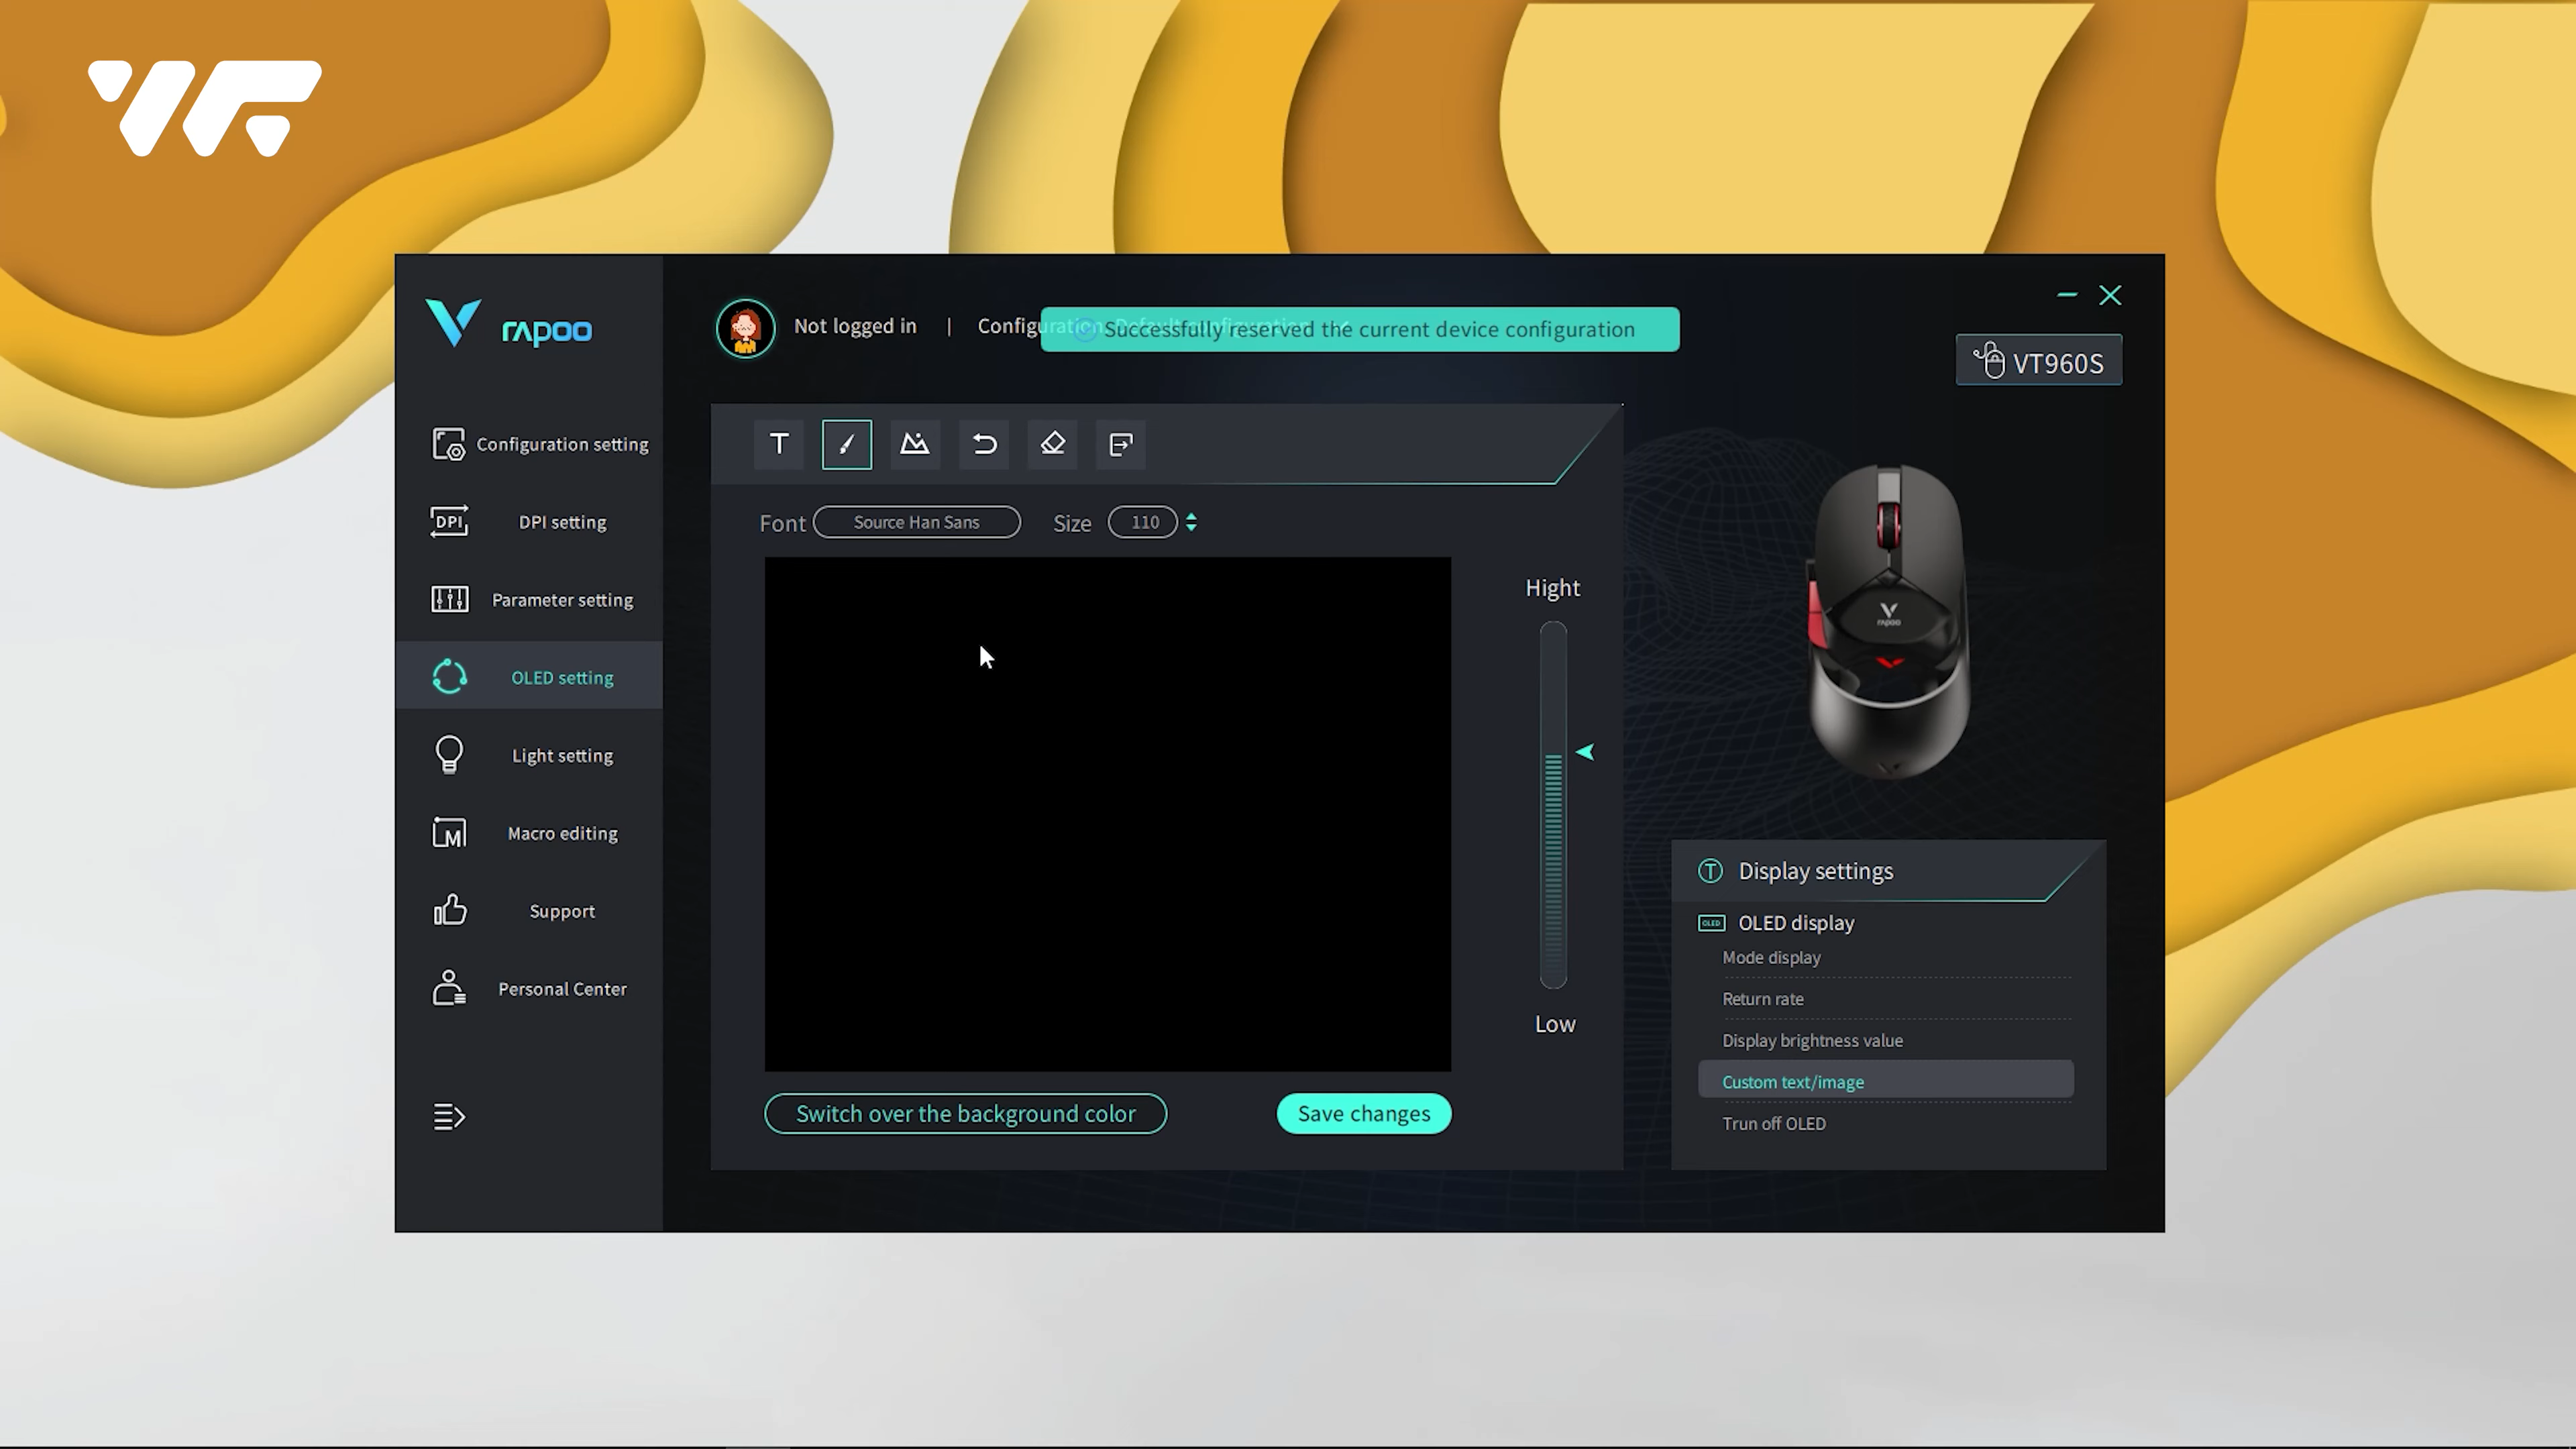 rapoo
Not logged in | Configuration
Successfully reserved the current device configuration
VT960S
Configuration setting
DPI
DPI setting
Parameter setting
OLED setting
Light setting
M
Macro editing
Support
Personal Center
T
Font Source Han Sans Size 110
Hight
Low
Switch over the background color
Save changes
rapoo
T Display settings
OLED OLED display
Mode display
Return rate
Display brightness value
Custom text/image
Trun off OLED